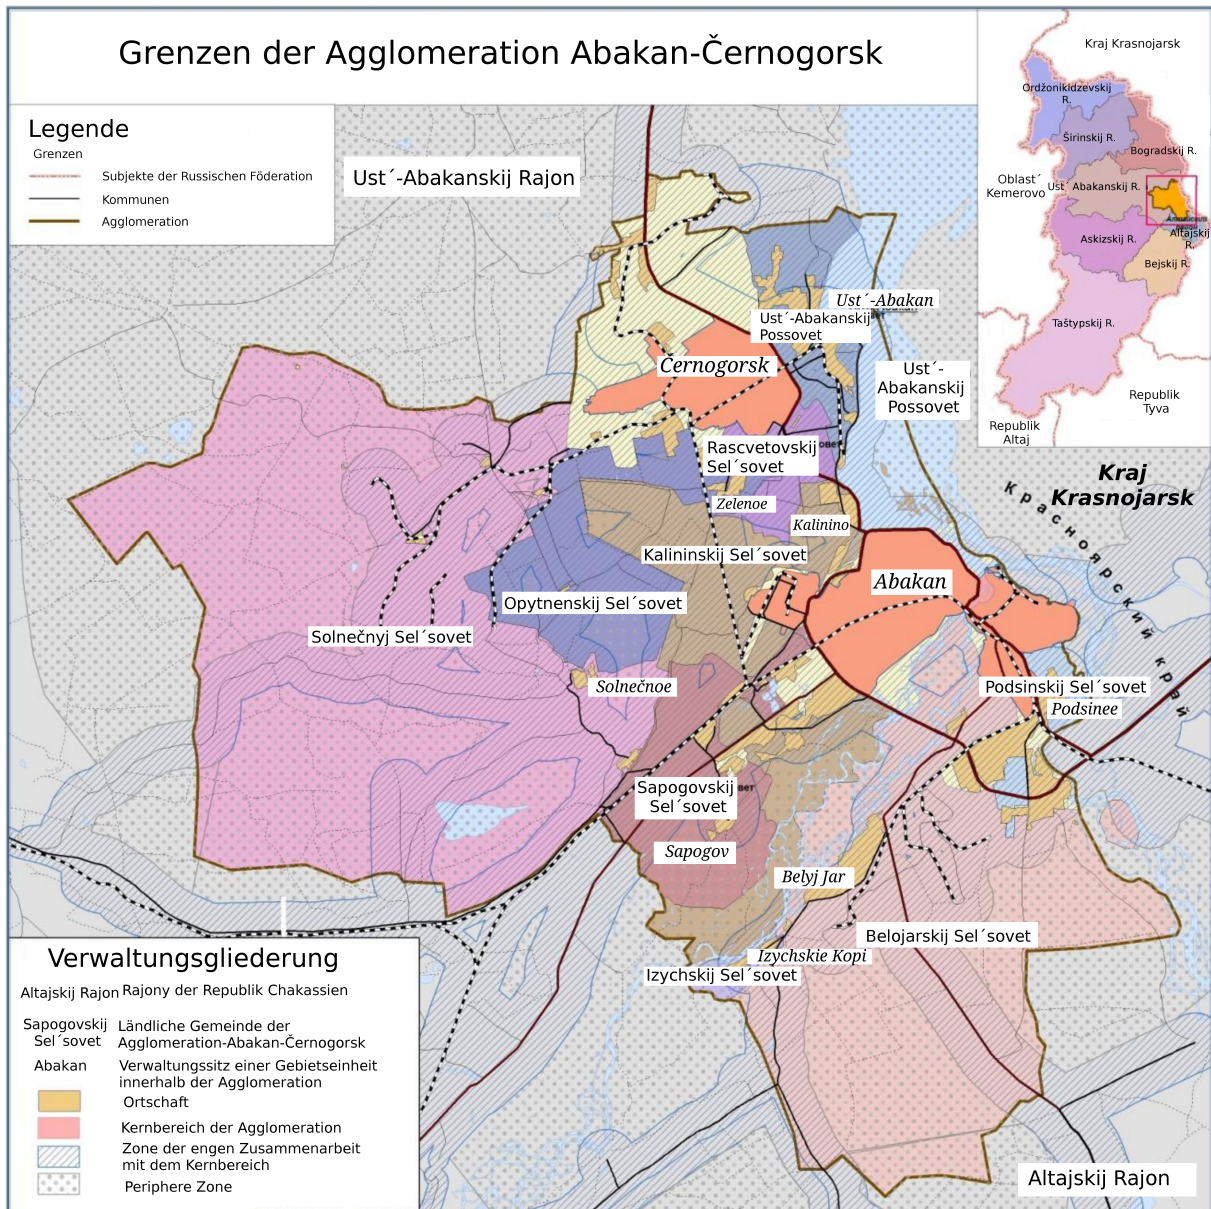 Grenzen der Agglomeration Abakan-Černogorsk
Legende
Grenzen
Subjekte der Russischen Föderation
Kommunen
Agglomeration
Ust´-Abakanskij Rajon
Kraj Krasnojarsk
Ordžonikidzevskij
R.
Širinskij R.
Bogradskij R.
Oblast´
Kemerovo
Ust´ Abakanskij R.
Altajskij
R.
Askizskij R.
Bejskij R.
Taštypskij R.
Republik
Tyva
Republik
Altaj
Ust´-Abakan
Ust´-Abakanskij
Possovet
Černogorsk
Ust´-
Abakanskij
Possovet
Rascvetovskij
Sel´sovet
Kraj
Krasnojarsk
Красноярский край
Zelenoe
Kalinino
Kalininskij Sel´sovet
Abakan
Opytnenskij Sel´sovet
Solnečnyj Sel´sovet
Solnečnoe
Podsinskij Sel´sovet
Podsinee
Sapogovskij
Sel´sovet
Sapogov
Belyj Jar
Belojarskij Sel´sovet
Izychskie Kopi
Izychskij Sel´sovet
Altajskij Rajon
Verwaltungsgliederung
Altajskij Rajon Rajony der Republik Chakassien
Sapogovskij
Sel´sovet
Ländliche Gemeinde der
Agglomeration-Abakan-Černogorsk
Abakan
Verwaltungssitz einer Gebietseinheit
innerhalb der Agglomeration
Ortschaft
Kernbereich der Agglomeration
Zone der engen Zusammenarbeit
mit dem Kernbereich
Periphere Zone